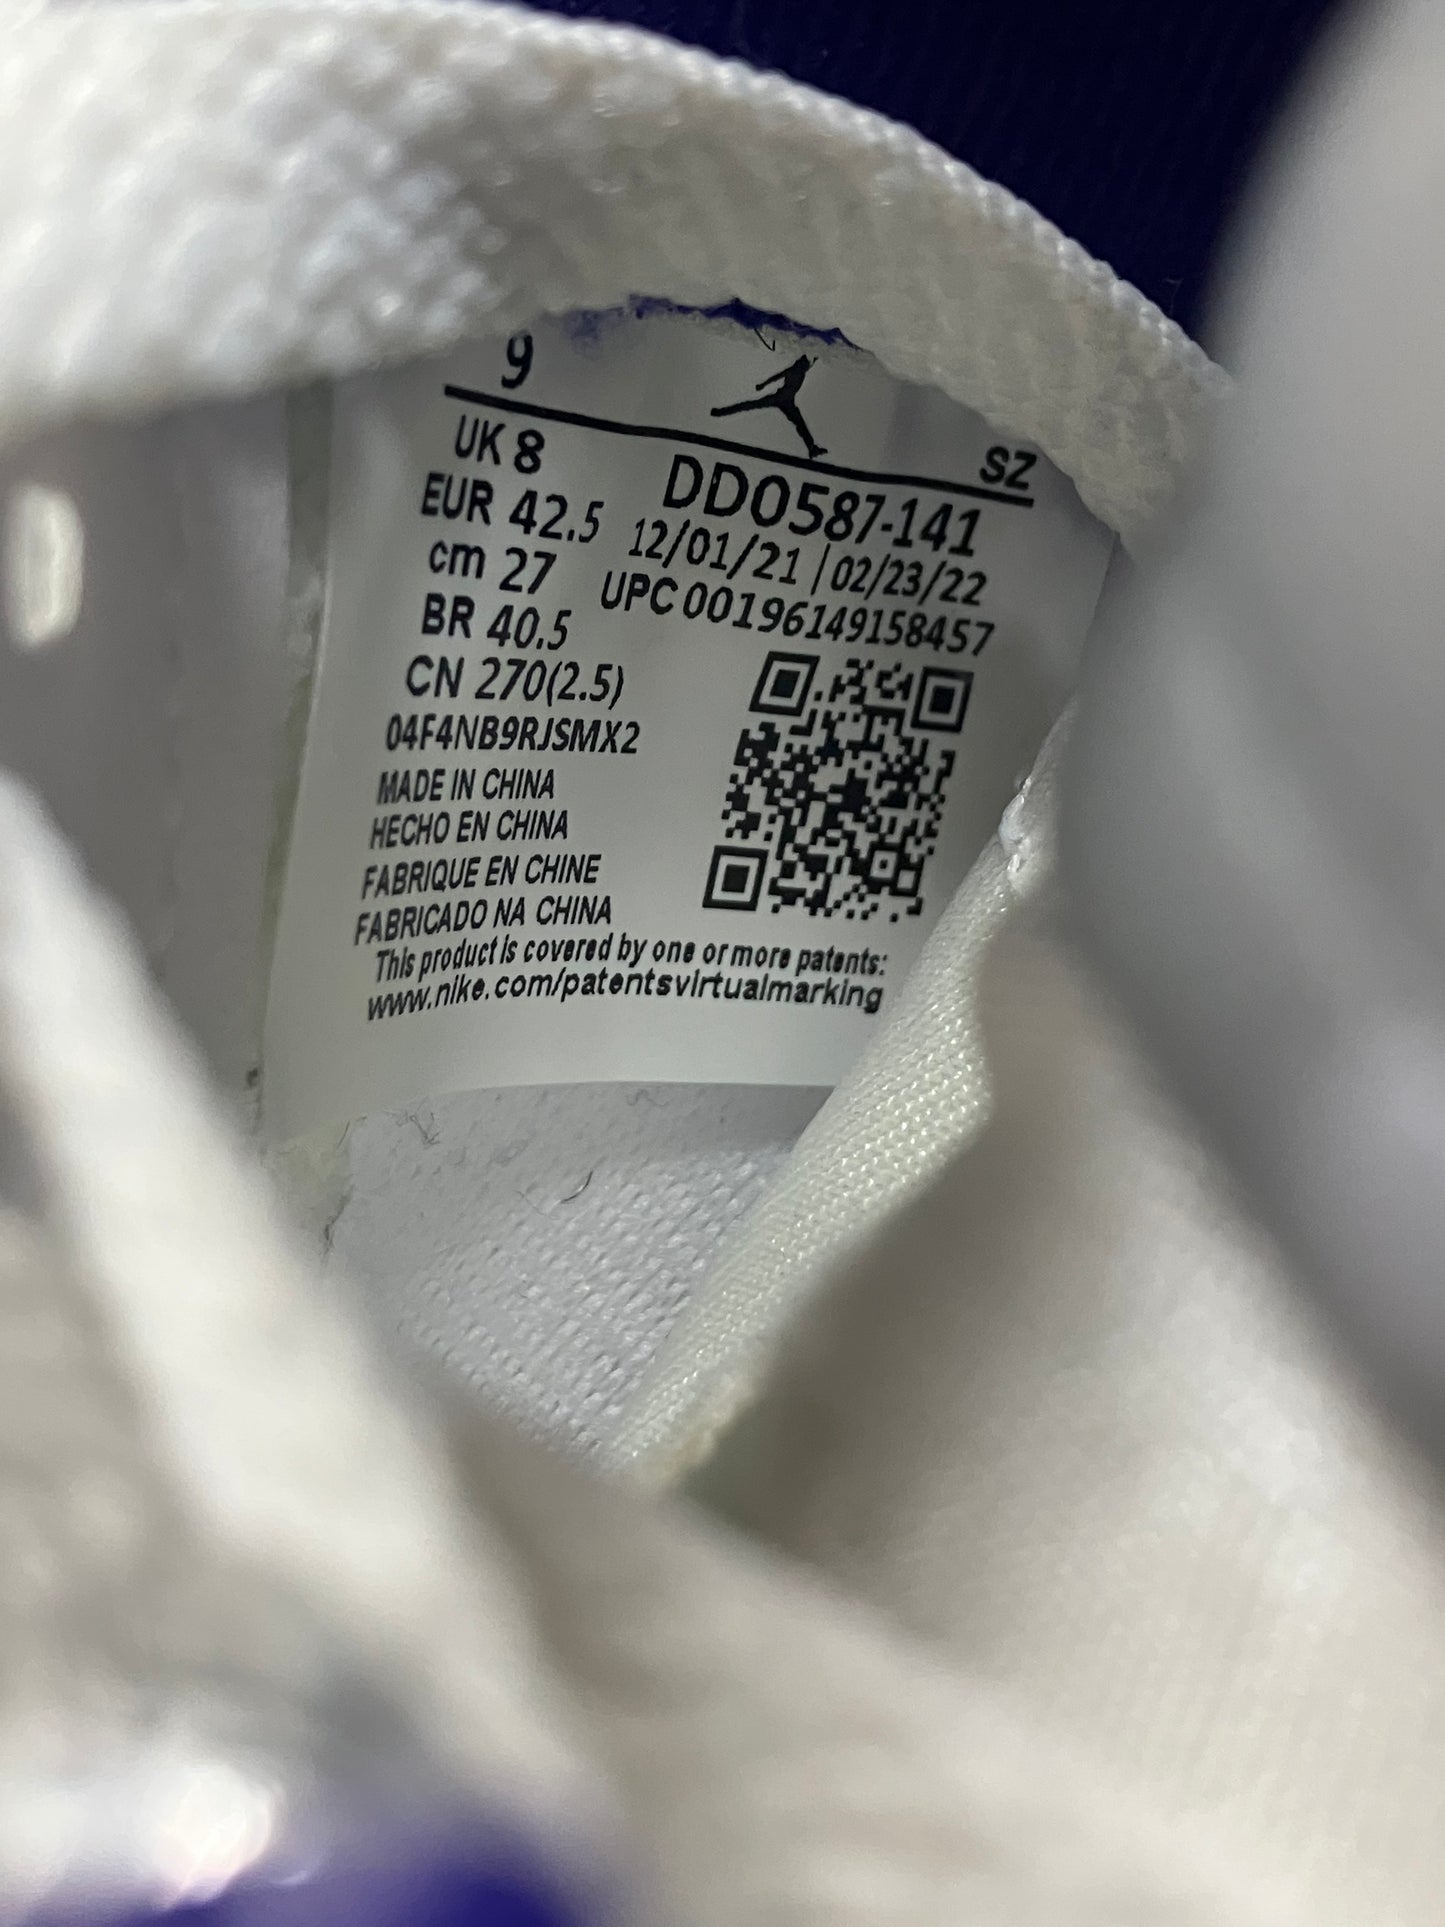 9
SZ
UK 8
DD0587-141
EUR 42.5
12/01/21 | 02/23/22
cm 27
UPC 00196149158457
BR 40.5
CN 270(2.5)
04F4NB9RJSMX2
MADE IN CHINA
HECHO EN CHINA
FABRIQUE EN CHINE
FABRICADO NA CHINA
This product is covered by one or more patents:
www.nike.com/patentsvirtualmarking